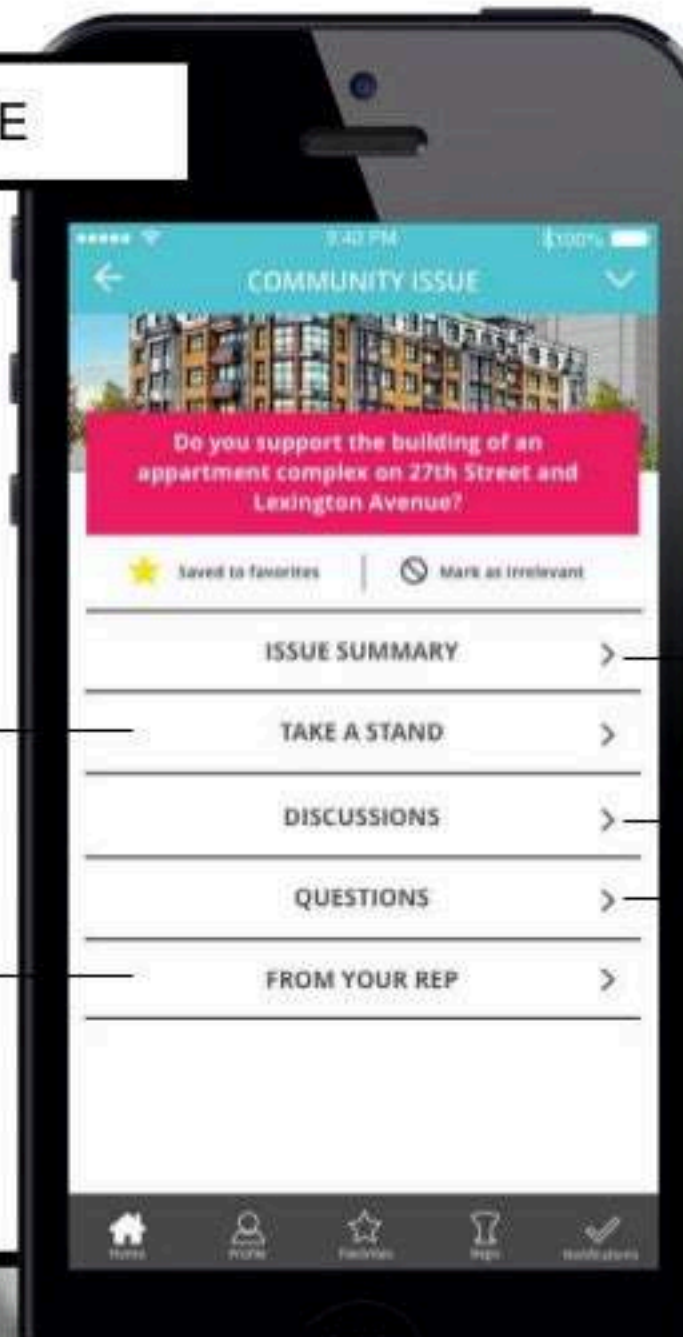 E
9:42 PM
100%
COMMUNITY ISSUE
Do you support the building of an
appartment complex on 27th Street and
Lexington Avenue?
Saved to favorites
Mark as irrelevant
ISSUE SUMMARY
TAKE A STAND
DISCUSSIONS
QUESTIONS
FROM YOUR REP
Home
Profile
Favorites
Reps
Notifications